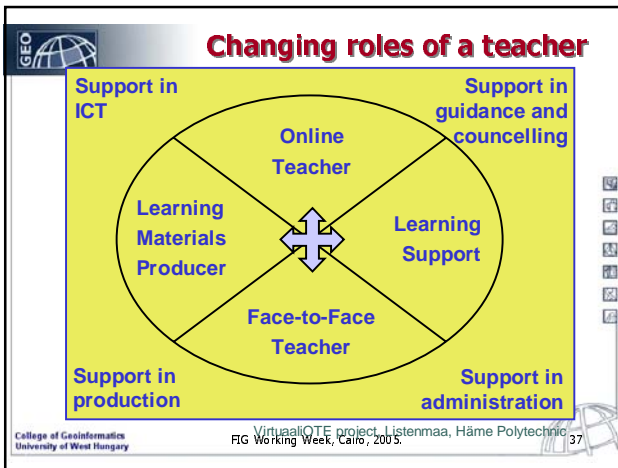 GEO
Changing roles of a teacher
Support in
ICT
Support in
guidance and
councelling
Online
Teacher
Learning
Materials
Producer
Learning
Support
Face-to-Face
Teacher
Support in
production
Support in
administration
College of Geoinformatics
University of West Hungary
VirtuaaliOTE project, Listenmaa, Häme Polytechnic
FIG Working Week, Cairo, 2005.
37